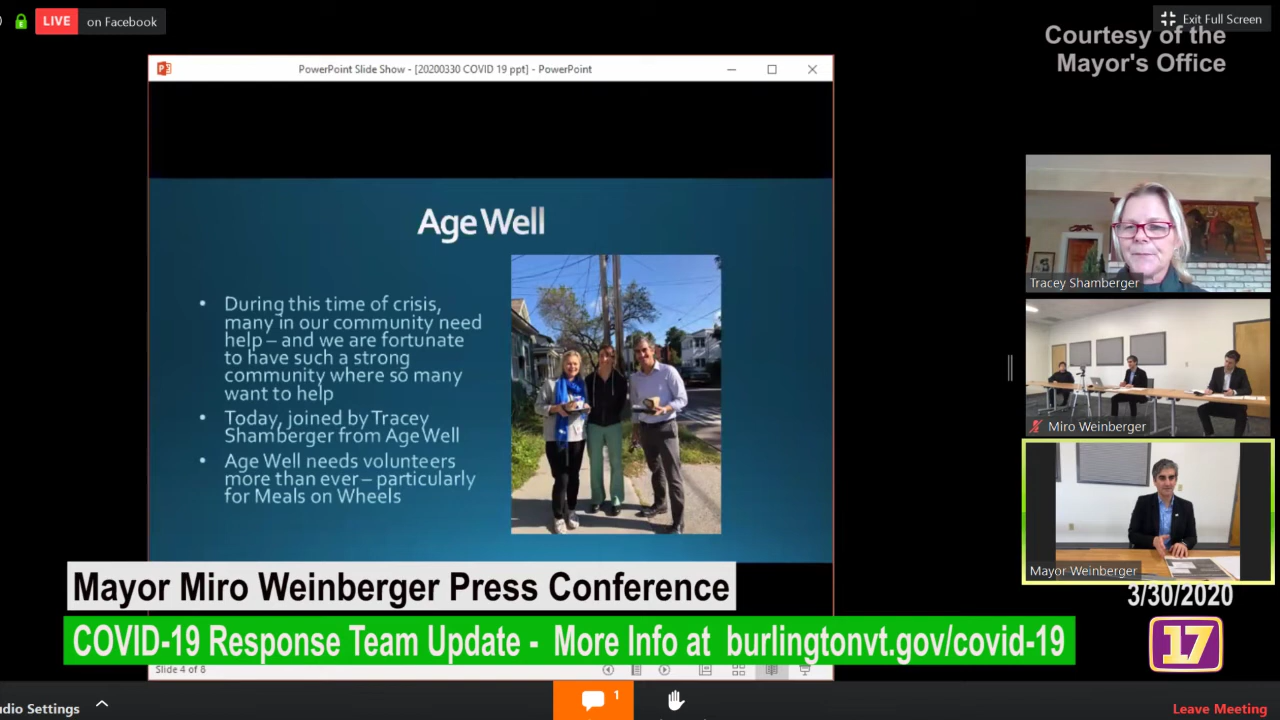 LIVE on Facebook
Exit Full Screen
Courtesy of the
Mayor's Office
PowerPoint Slide Show - [20200330 COVID 19 ppt] - PowerPoint
Age Well
• During this time of crisis,
many in our community need
help – and we are fortunate
to have such a strong
community where so many
want to help
• Today, joined by Tracey
Shamberger from Age Well
• Age Well needs volunteers
more than ever – particularly
for Meals on Wheels
Tracey Shamberger
Miro Weinberger
Mayor Weinberger
Mayor Miro Weinberger Press Conference
3/30/2020
COVID-19 Response Team Update - More Info at burlingtonvt.gov/covid-19
17
Slide 4 of 8
1
udio Settings
Leave Meeting